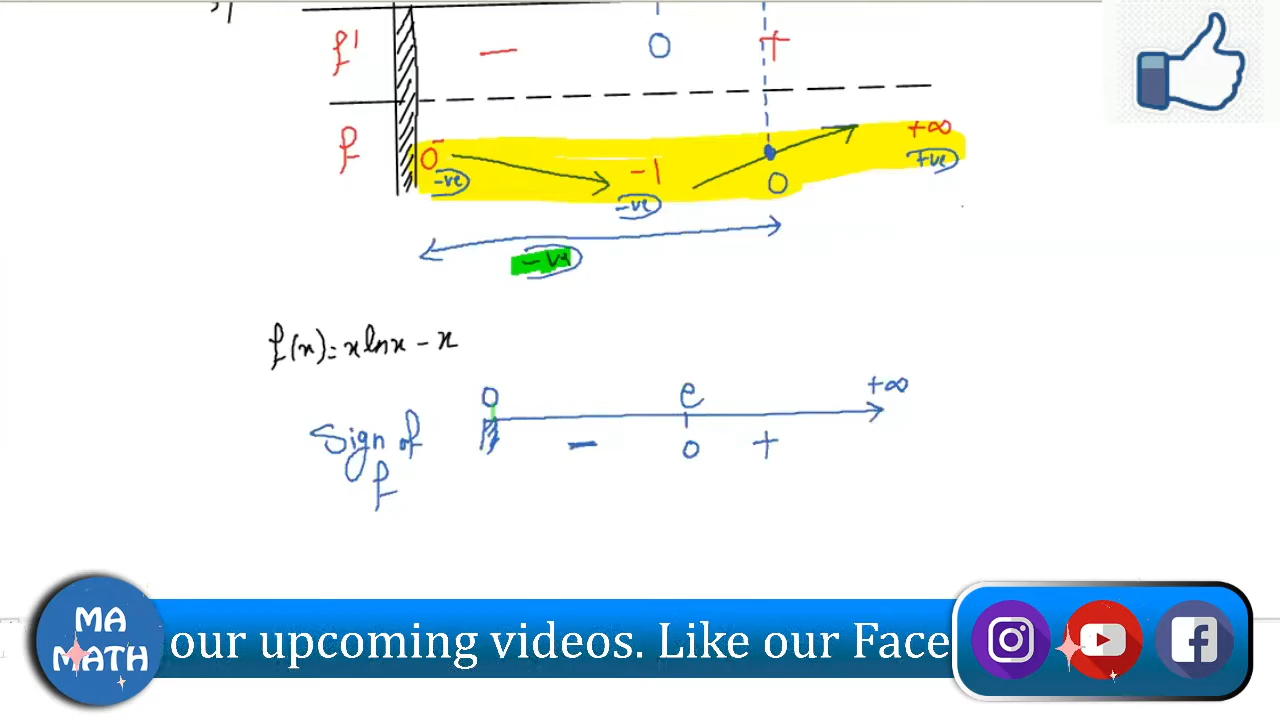 f' − 0 +
f 0⁻ -1 0 +∞
-ve -ve +ve
-ve
f(x) = x ln x − x
0 e +∞
Sign of − 0 +
f
MA
MATH
our upcoming videos. Like our Face